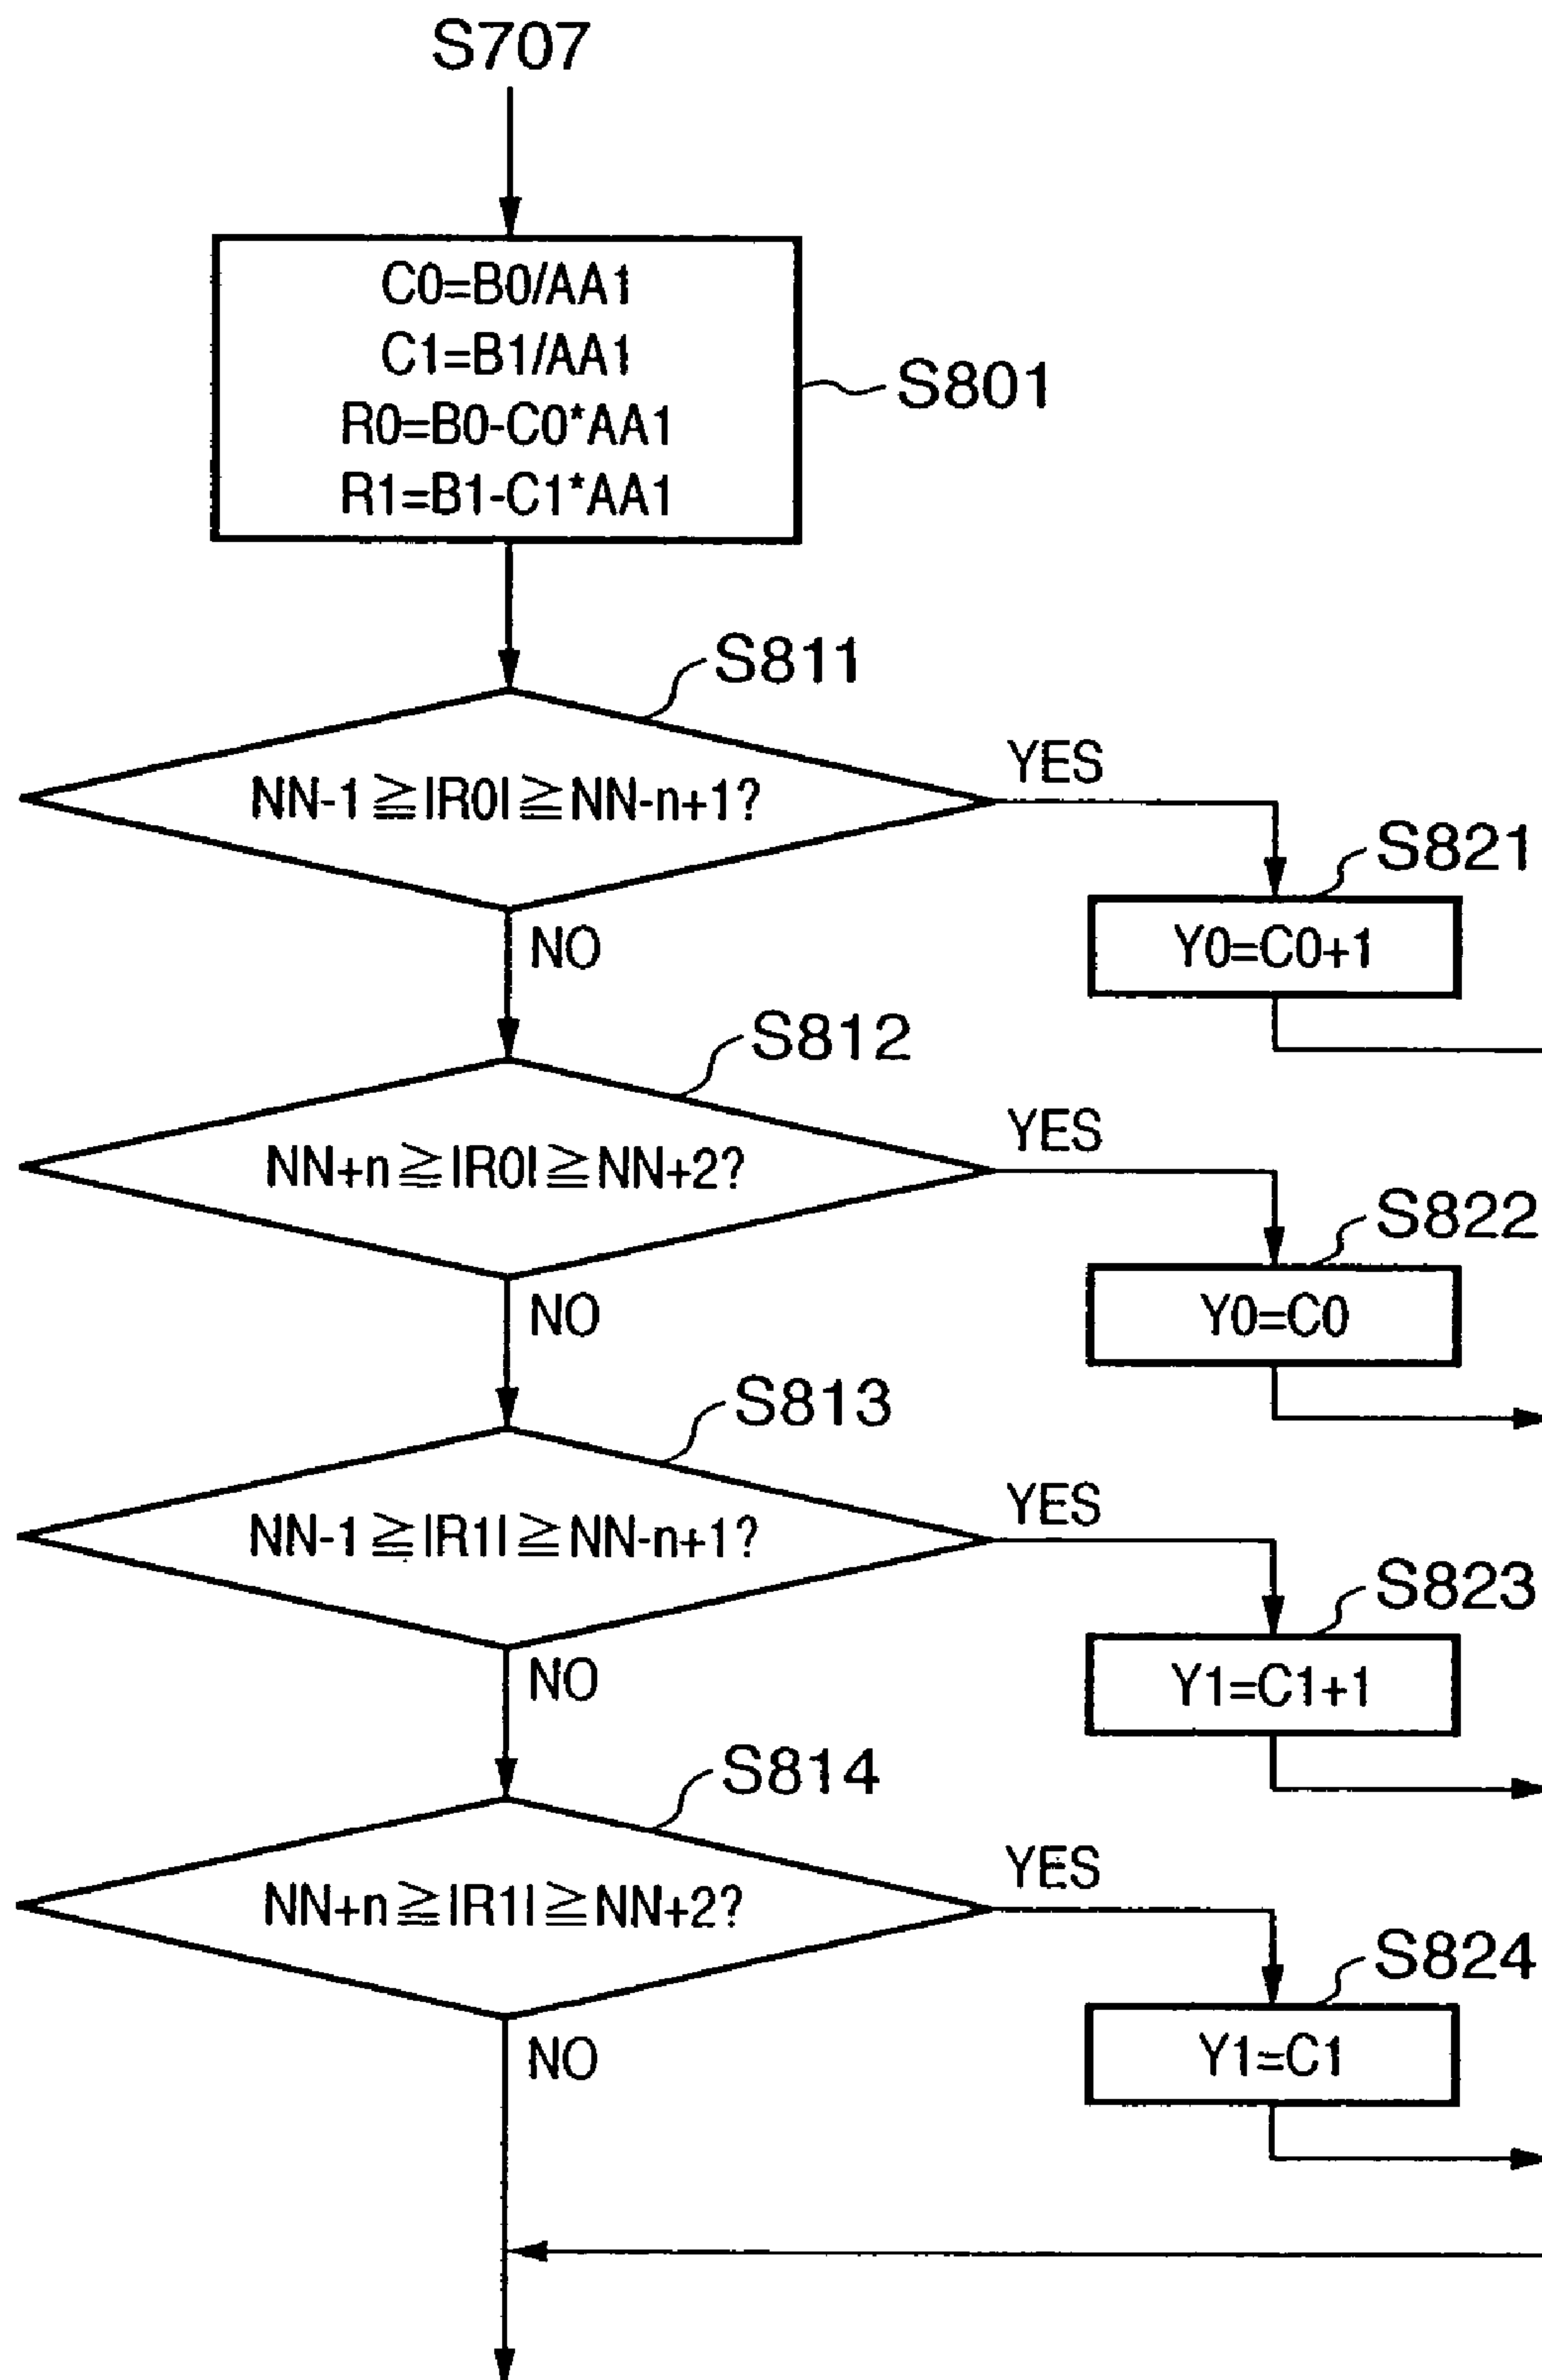 S707
C0=B0/AA1
C1=B1/AA1
R0=B0-C0*AA1
R1=B1-C1*AA1
S801
S811
NN-1≧|R0|≧NN-n+1?
YES
S821
Y0=C0+1
NO
S812
NN+n≧|R0|≧NN+2?
YES
S822
Y0=C0
NO
S813
NN-1≧|R1|≧NN-n+1?
YES
S823
Y1=C1+1
NO
S814
NN+n≧|R1|≧NN+2?
YES
S824
Y1=C1
NO